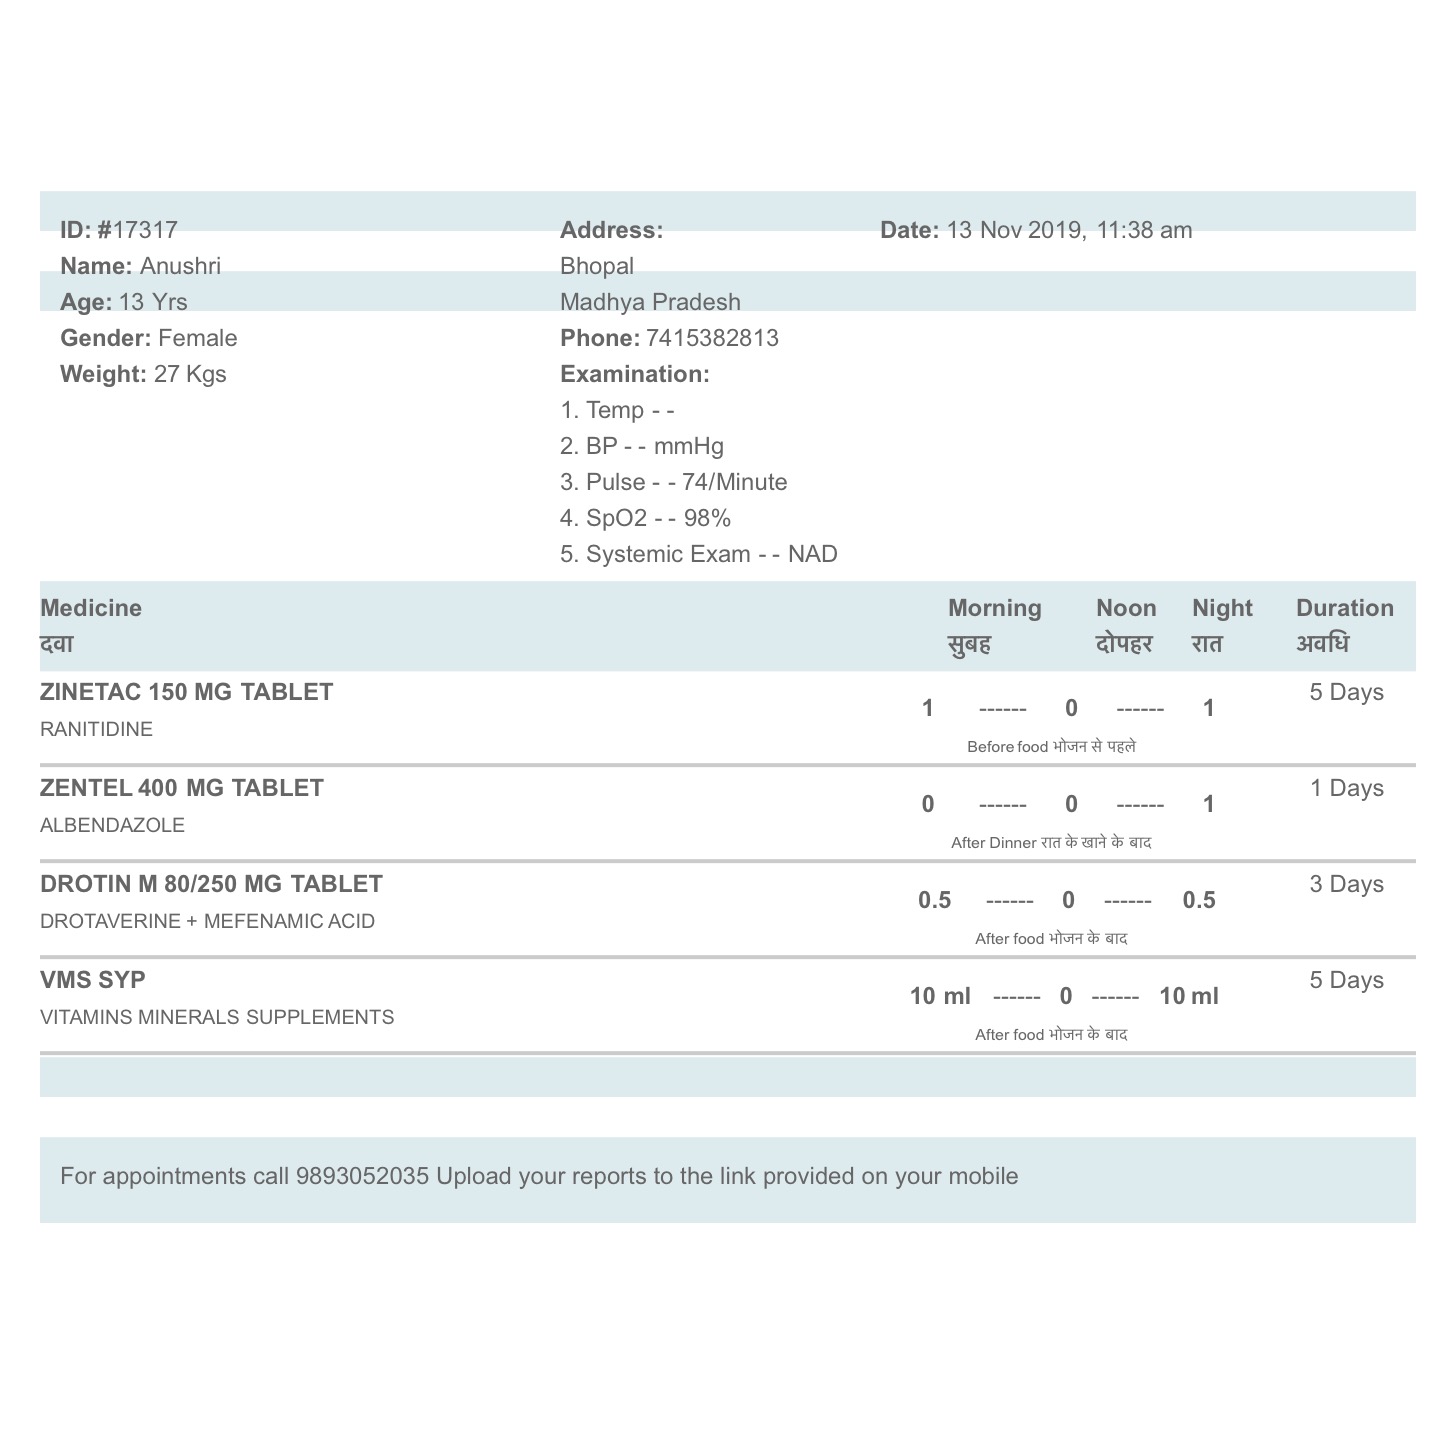 ID: #17317
Name: Anushri
Age: 13 Yrs
Gender: Female
Weight: 27 Kgs
Address:
Bhopal
Madhya Pradesh
Phone: 7415382813
Examination:
1. Temp - -
2. BP - - mmHg
3. Pulse - - 74/Minute
4. SpO2 - - 98%
5. Systemic Exam - - NAD
Date: 13 Nov 2019, 11:38 am
Medicine Morning Noon Night Duration
दवा सुबह दोपहर रात अवधि
ZINETAC 150 MG TABLET 5 Days
1 ------ 0 ------ 1
RANITIDINE
Before food भोजन से पहले
ZENTEL 400 MG TABLET 1 Days
0 ------ 0 ------ 1
ALBENDAZOLE
After Dinner रात के खाने के बाद
DROTIN M 80/250 MG TABLET 3 Days
0.5 ------ 0 ------ 0.5
DROTAVERINE + MEFENAMIC ACID
After food भोजन के बाद
VMS SYP 5 Days
10 ml ------ 0 ------ 10 ml
VITAMINS MINERALS SUPPLEMENTS
After food भोजन के बाद
For appointments call 9893052035 Upload your reports to the link provided on your mobile